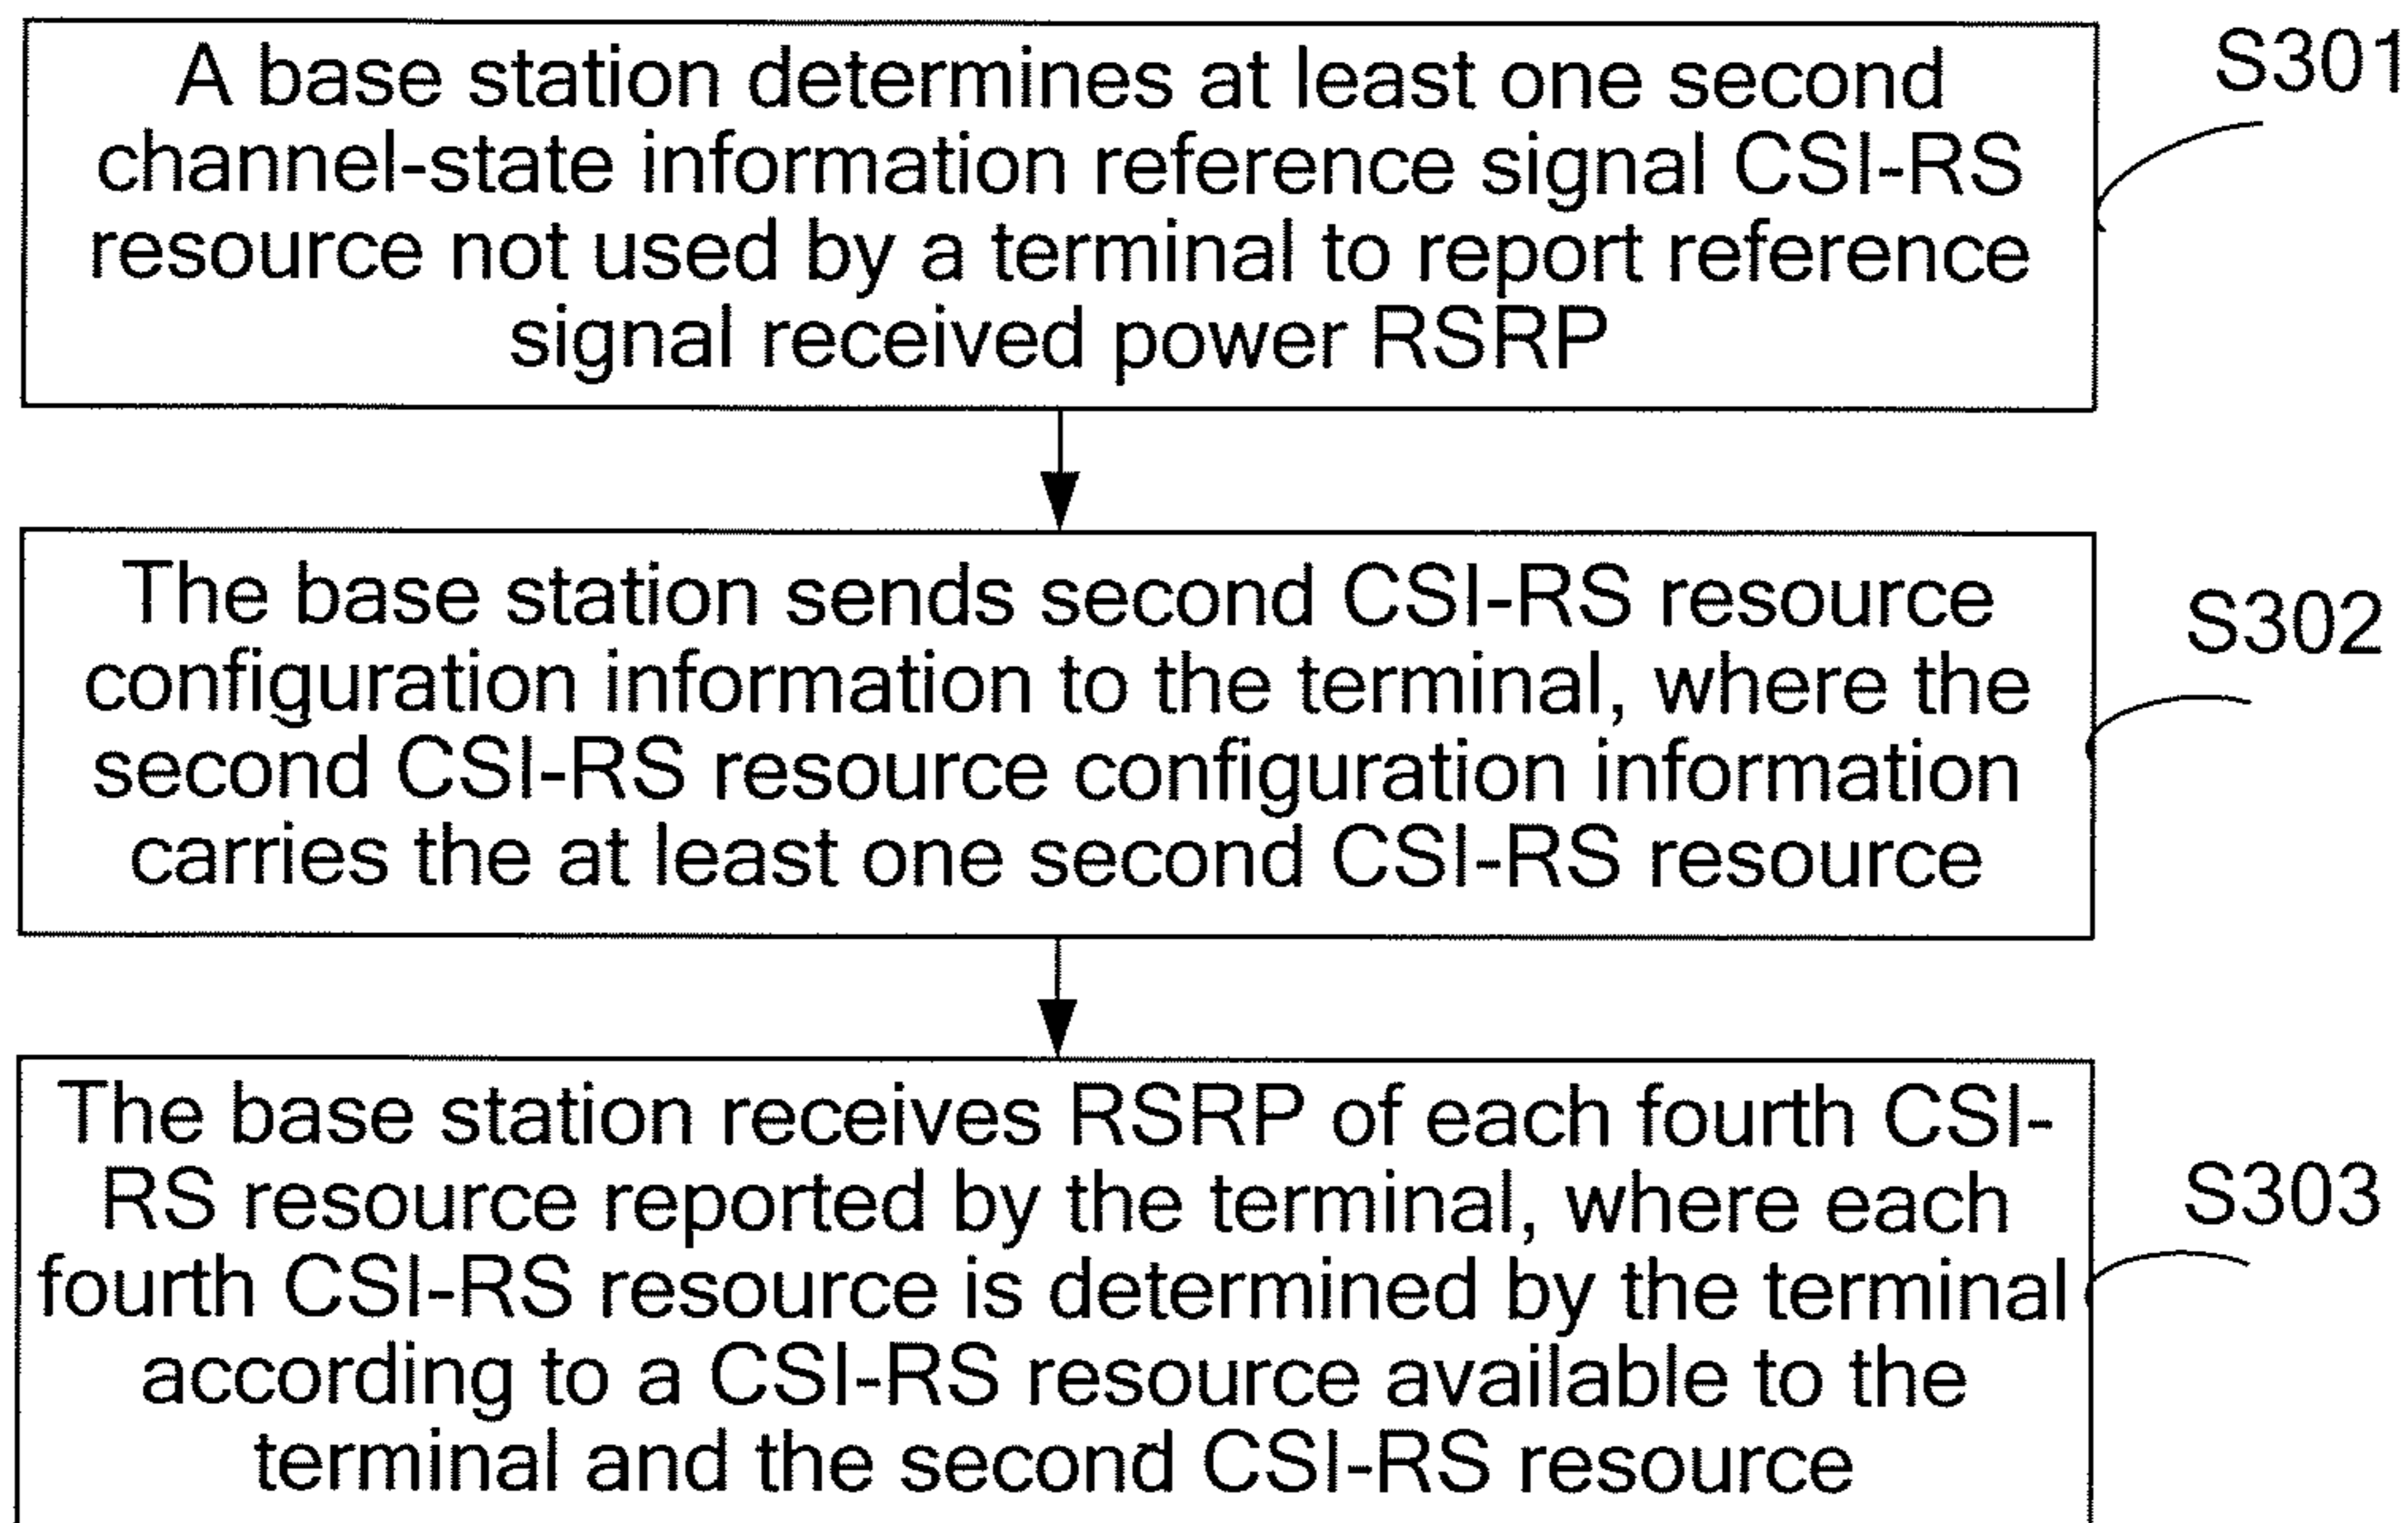 A base station determines at least one second
channel-state information reference signal CSI-RS
resource not used by a terminal to report reference
signal received power RSRP
S301
The base station sends second CSI-RS resource
configuration information to the terminal, where the
second CSI-RS resource configuration information
carries the at least one second CSI-RS resource
S302
The base station receives RSRP of each fourth CSI-
RS resource reported by the terminal, where each
fourth CSI-RS resource is determined by the terminal
according to a CSI-RS resource available to the
terminal and the second CSI-RS resource
S303